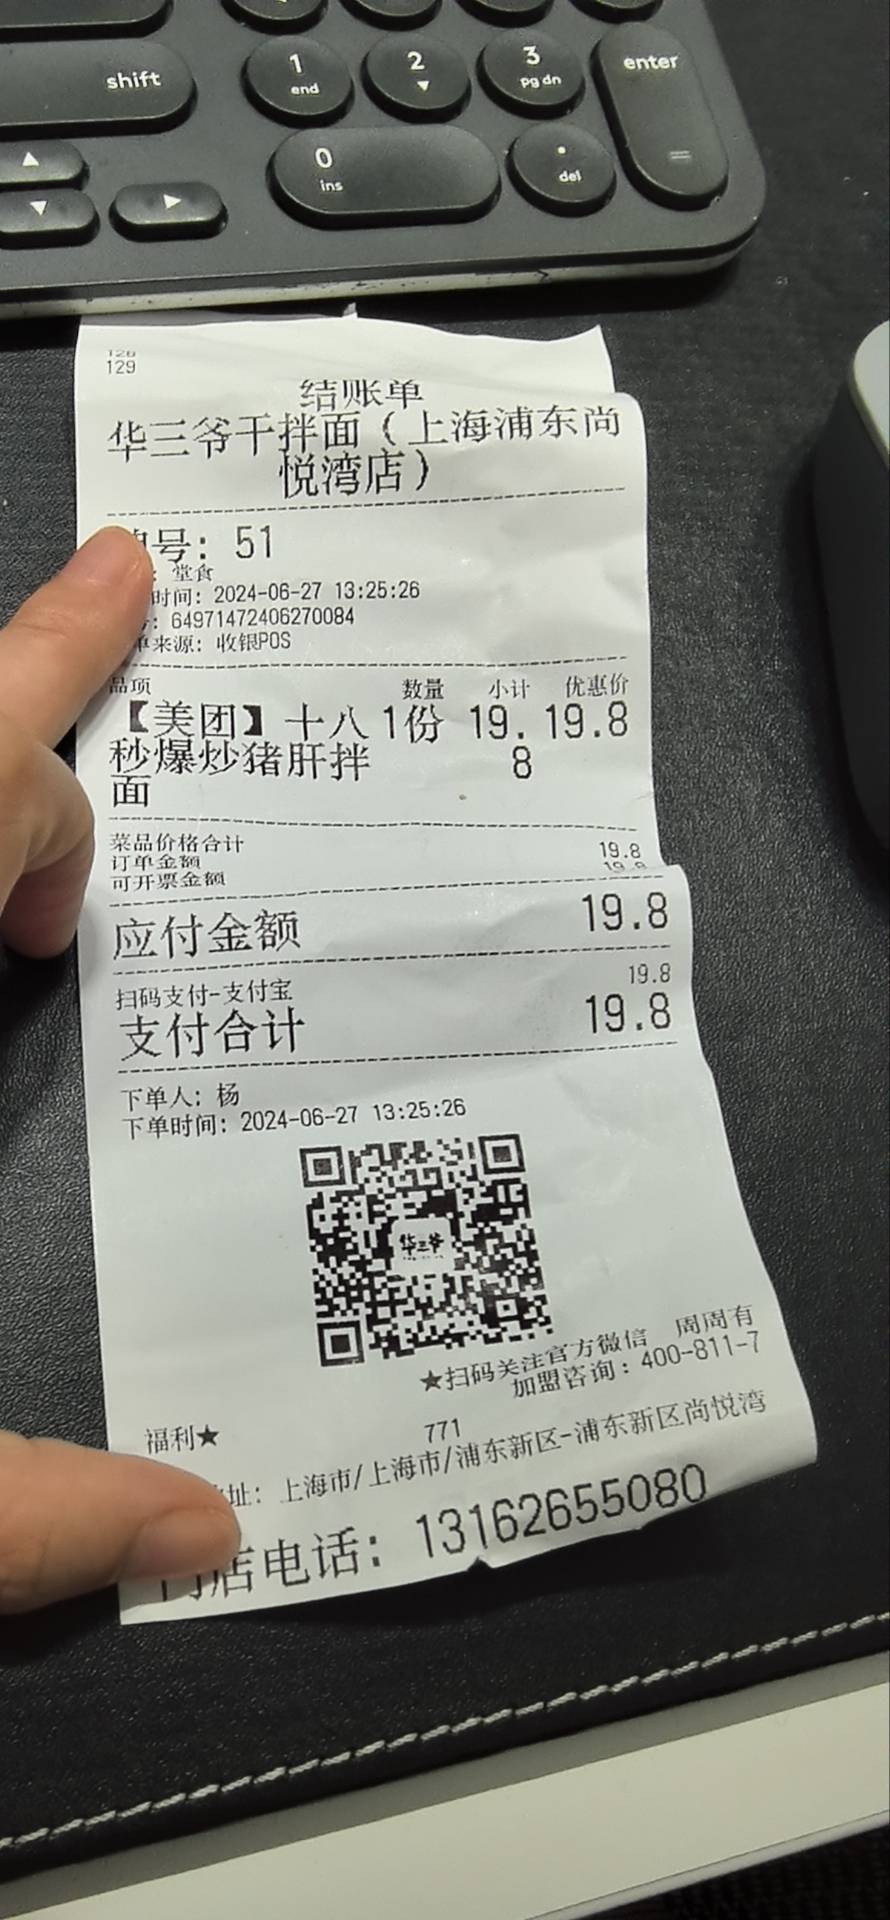 shift
1
end
2
3
pg dn
enter
0
ins
.
del
=
128
129
结账单
华三爷干拌面（上海浦东尚
悦湾店）
号：51
：堂食
时间：2024-06-27 13:25:26
：64971472406270084
单来源：收银POS
品项 数量 小计 优惠价
【美团】十八 1份 19. 19.8
秒爆炒猪肝拌 8
面
菜品价格合计 19.8
订单金额 19.8
可开票金额
应付金额 19.8
扫码支付-支付宝 19.8
支付合计 19.8
下单人：杨
下单时间：2024-06-27 13:25:26
华三爷
★扫码关注官方微信 周周有
加盟咨询：400-811-7
福利★ 771
址：上海市/上海市/浦东新区-浦东新区尚悦湾
门店电话：13162655080